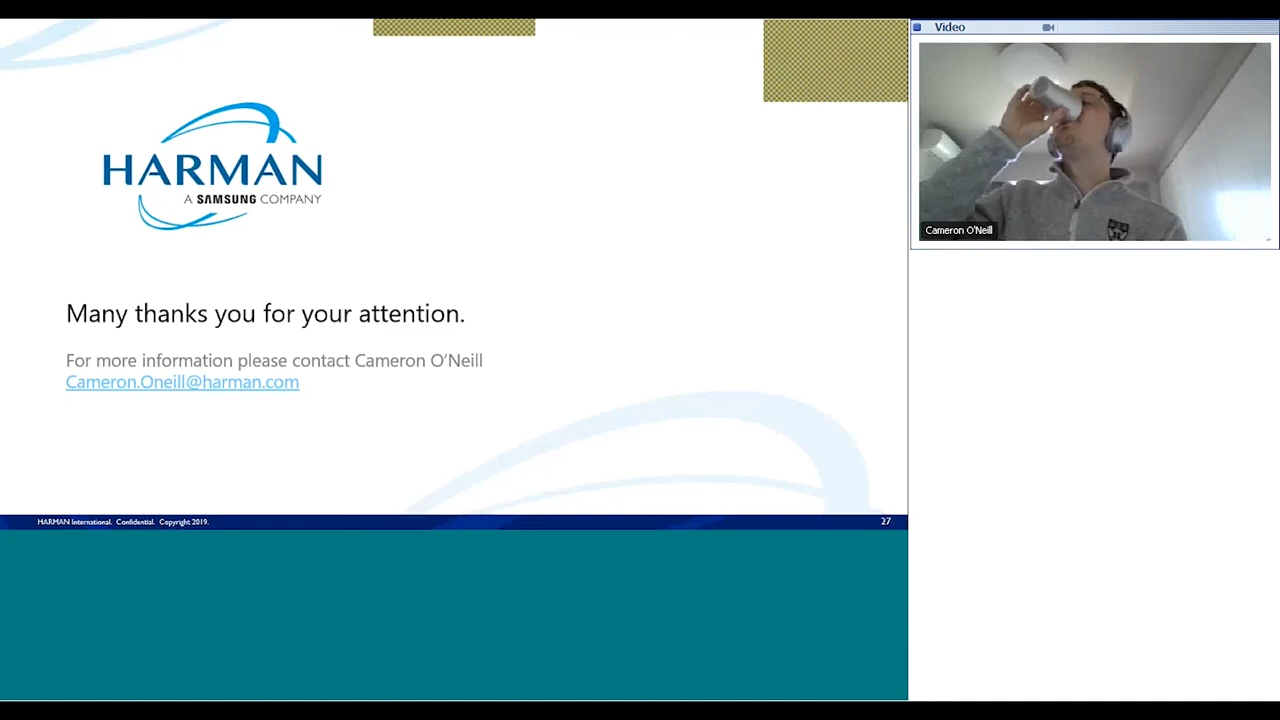 HARMAN
A SAMSUNG COMPANY
Many thanks you for your attention.
For more information please contact Cameron O'Neill
Cameron.Oneill@harman.com
HARMAN International. Confidential. Copyright 2019.
27
Video
Cameron O'Neill